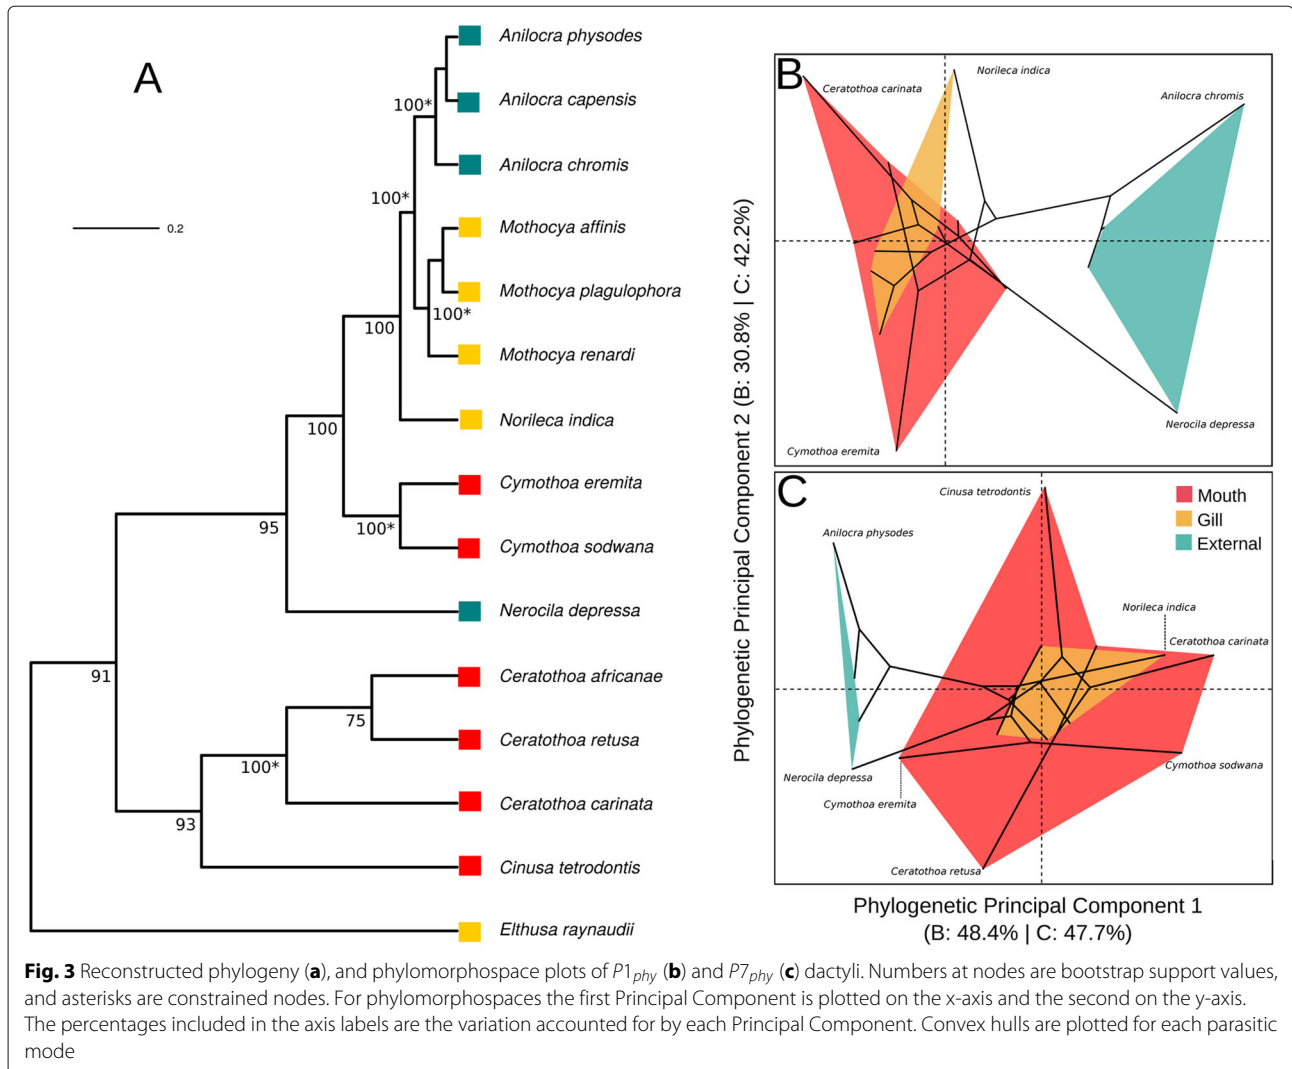 A
Anilocra physodes
Anilocra capensis
100*
Anilocra chromis
100*
Mothocya affinis
0.2
Mothocya plagulophora
100*
100
Mothocya renardi
Norileca indica
100
Cymothoa eremita
100*
95
Cymothoa sodwana
Nerocila depressa
91
Ceratothoa africanae
75
Ceratothoa retusa
100*
Ceratothoa carinata
93
Cinusa tetrodontis
Elthusa raynaudii
B
Norileca indica
Ceratothoa carinata
Anilocra chromis
Nerocila depressa
Cymothoa eremita
Phylogenetic Principal Component 2 (B: 30.8% | C: 42.2%)
C
Cinusa tetrodontis
Mouth
Gill
External
Anilocra physodes
Norileca indica
Ceratothoa carinata
Nerocila depressa
Cymothoa sodwana
Cymothoa eremita
Ceratothoa retusa
Phylogenetic Principal Component 1
(B: 48.4% | C: 47.7%)
Fig. 3 Reconstructed phylogeny (a), and phylomorphospace plots of P1phy (b) and P7phy (c) dactyli. Numbers at nodes are bootstrap support values,
and asterisks are constrained nodes. For phylomorphospaces the first Principal Component is plotted on the x-axis and the second on the y-axis.
The percentages included in the axis labels are the variation accounted for by each Principal Component. Convex hulls are plotted for each parasitic
mode